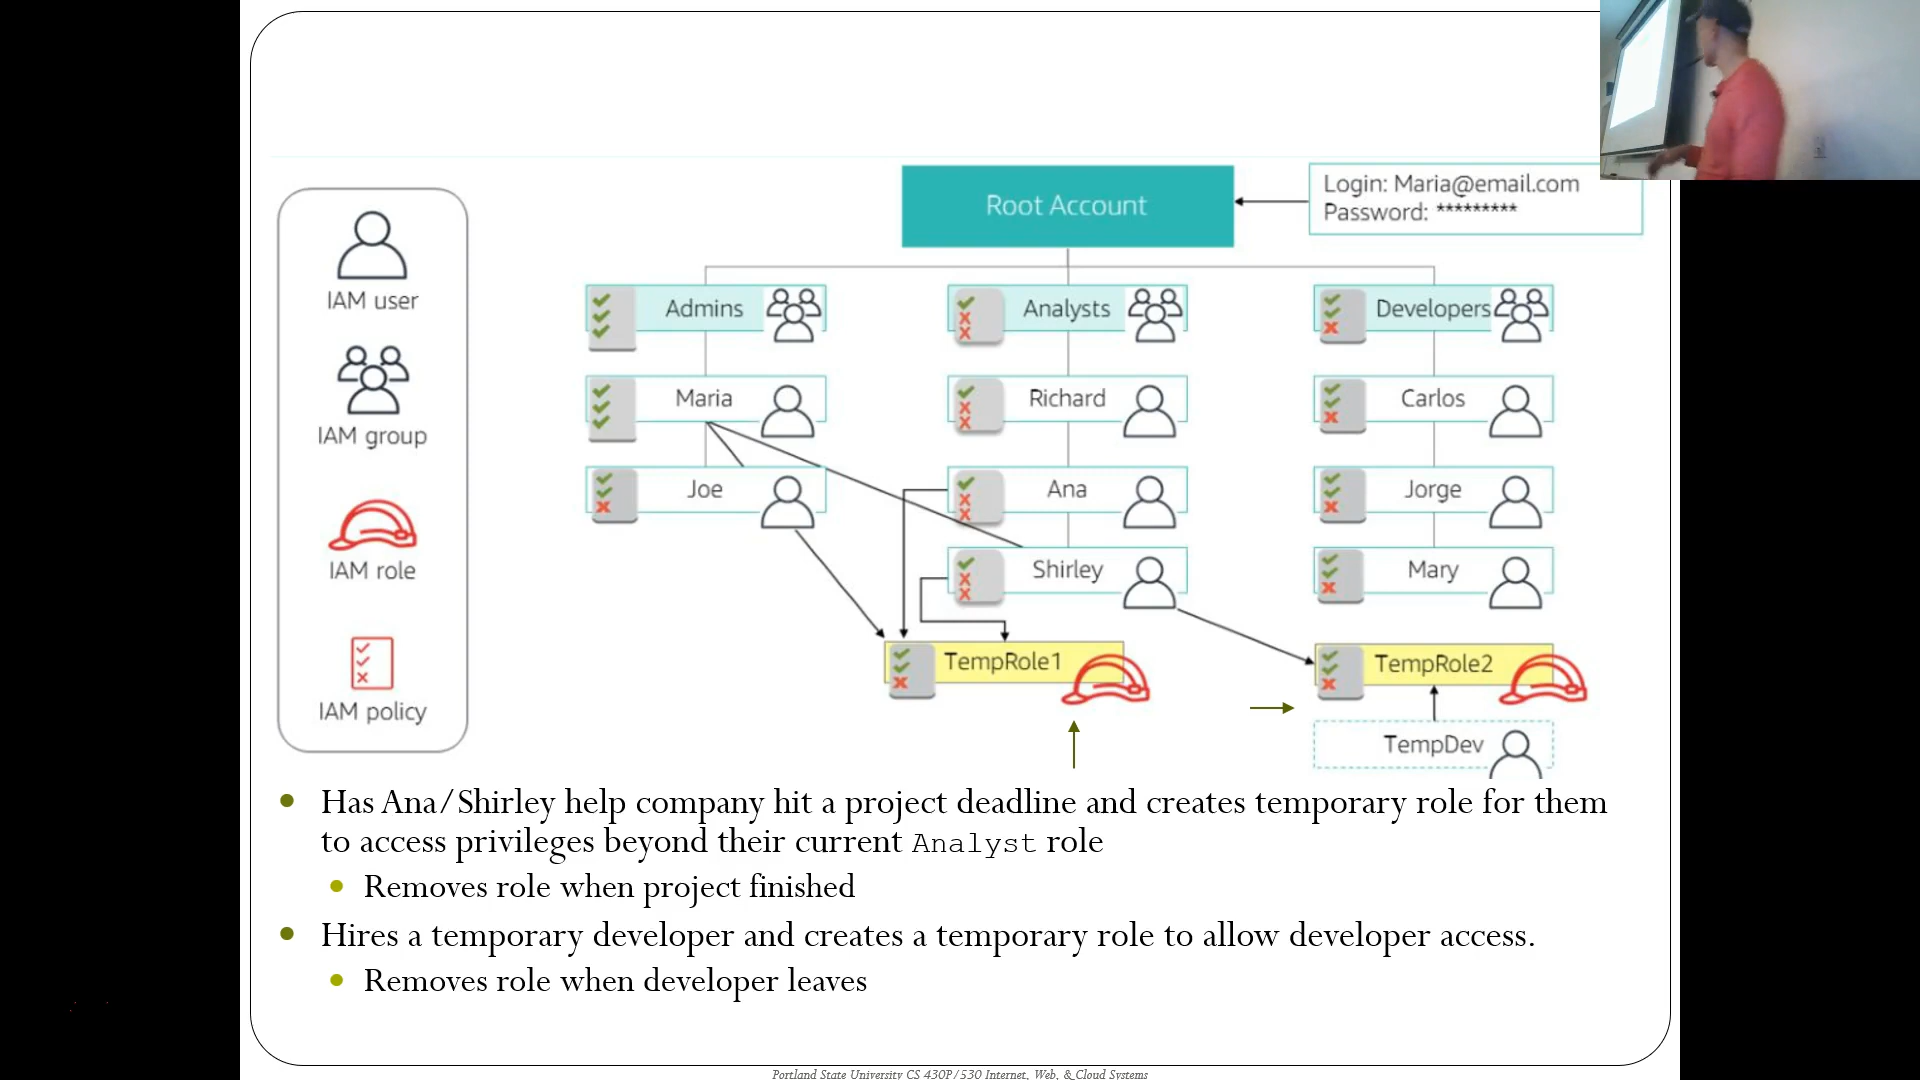 Root Account
Login: Maria@email.com
Password: *********
IAM user
IAM group
IAM role
IAM policy
Admins
Analysts
Developers
Maria
Richard
Carlos
Joe
Ana
Jorge
Shirley
Mary
TempRole1
TempRole2
TempDev
• Has Ana/Shirley help company hit a project deadline and creates temporary role for them
to access privileges beyond their current Analyst role
• Removes role when project finished
• Hires a temporary developer and creates a temporary role to allow developer access.
• Removes role when developer leaves
Portland State University CS 430P/530 Internet, Web, & Cloud Systems